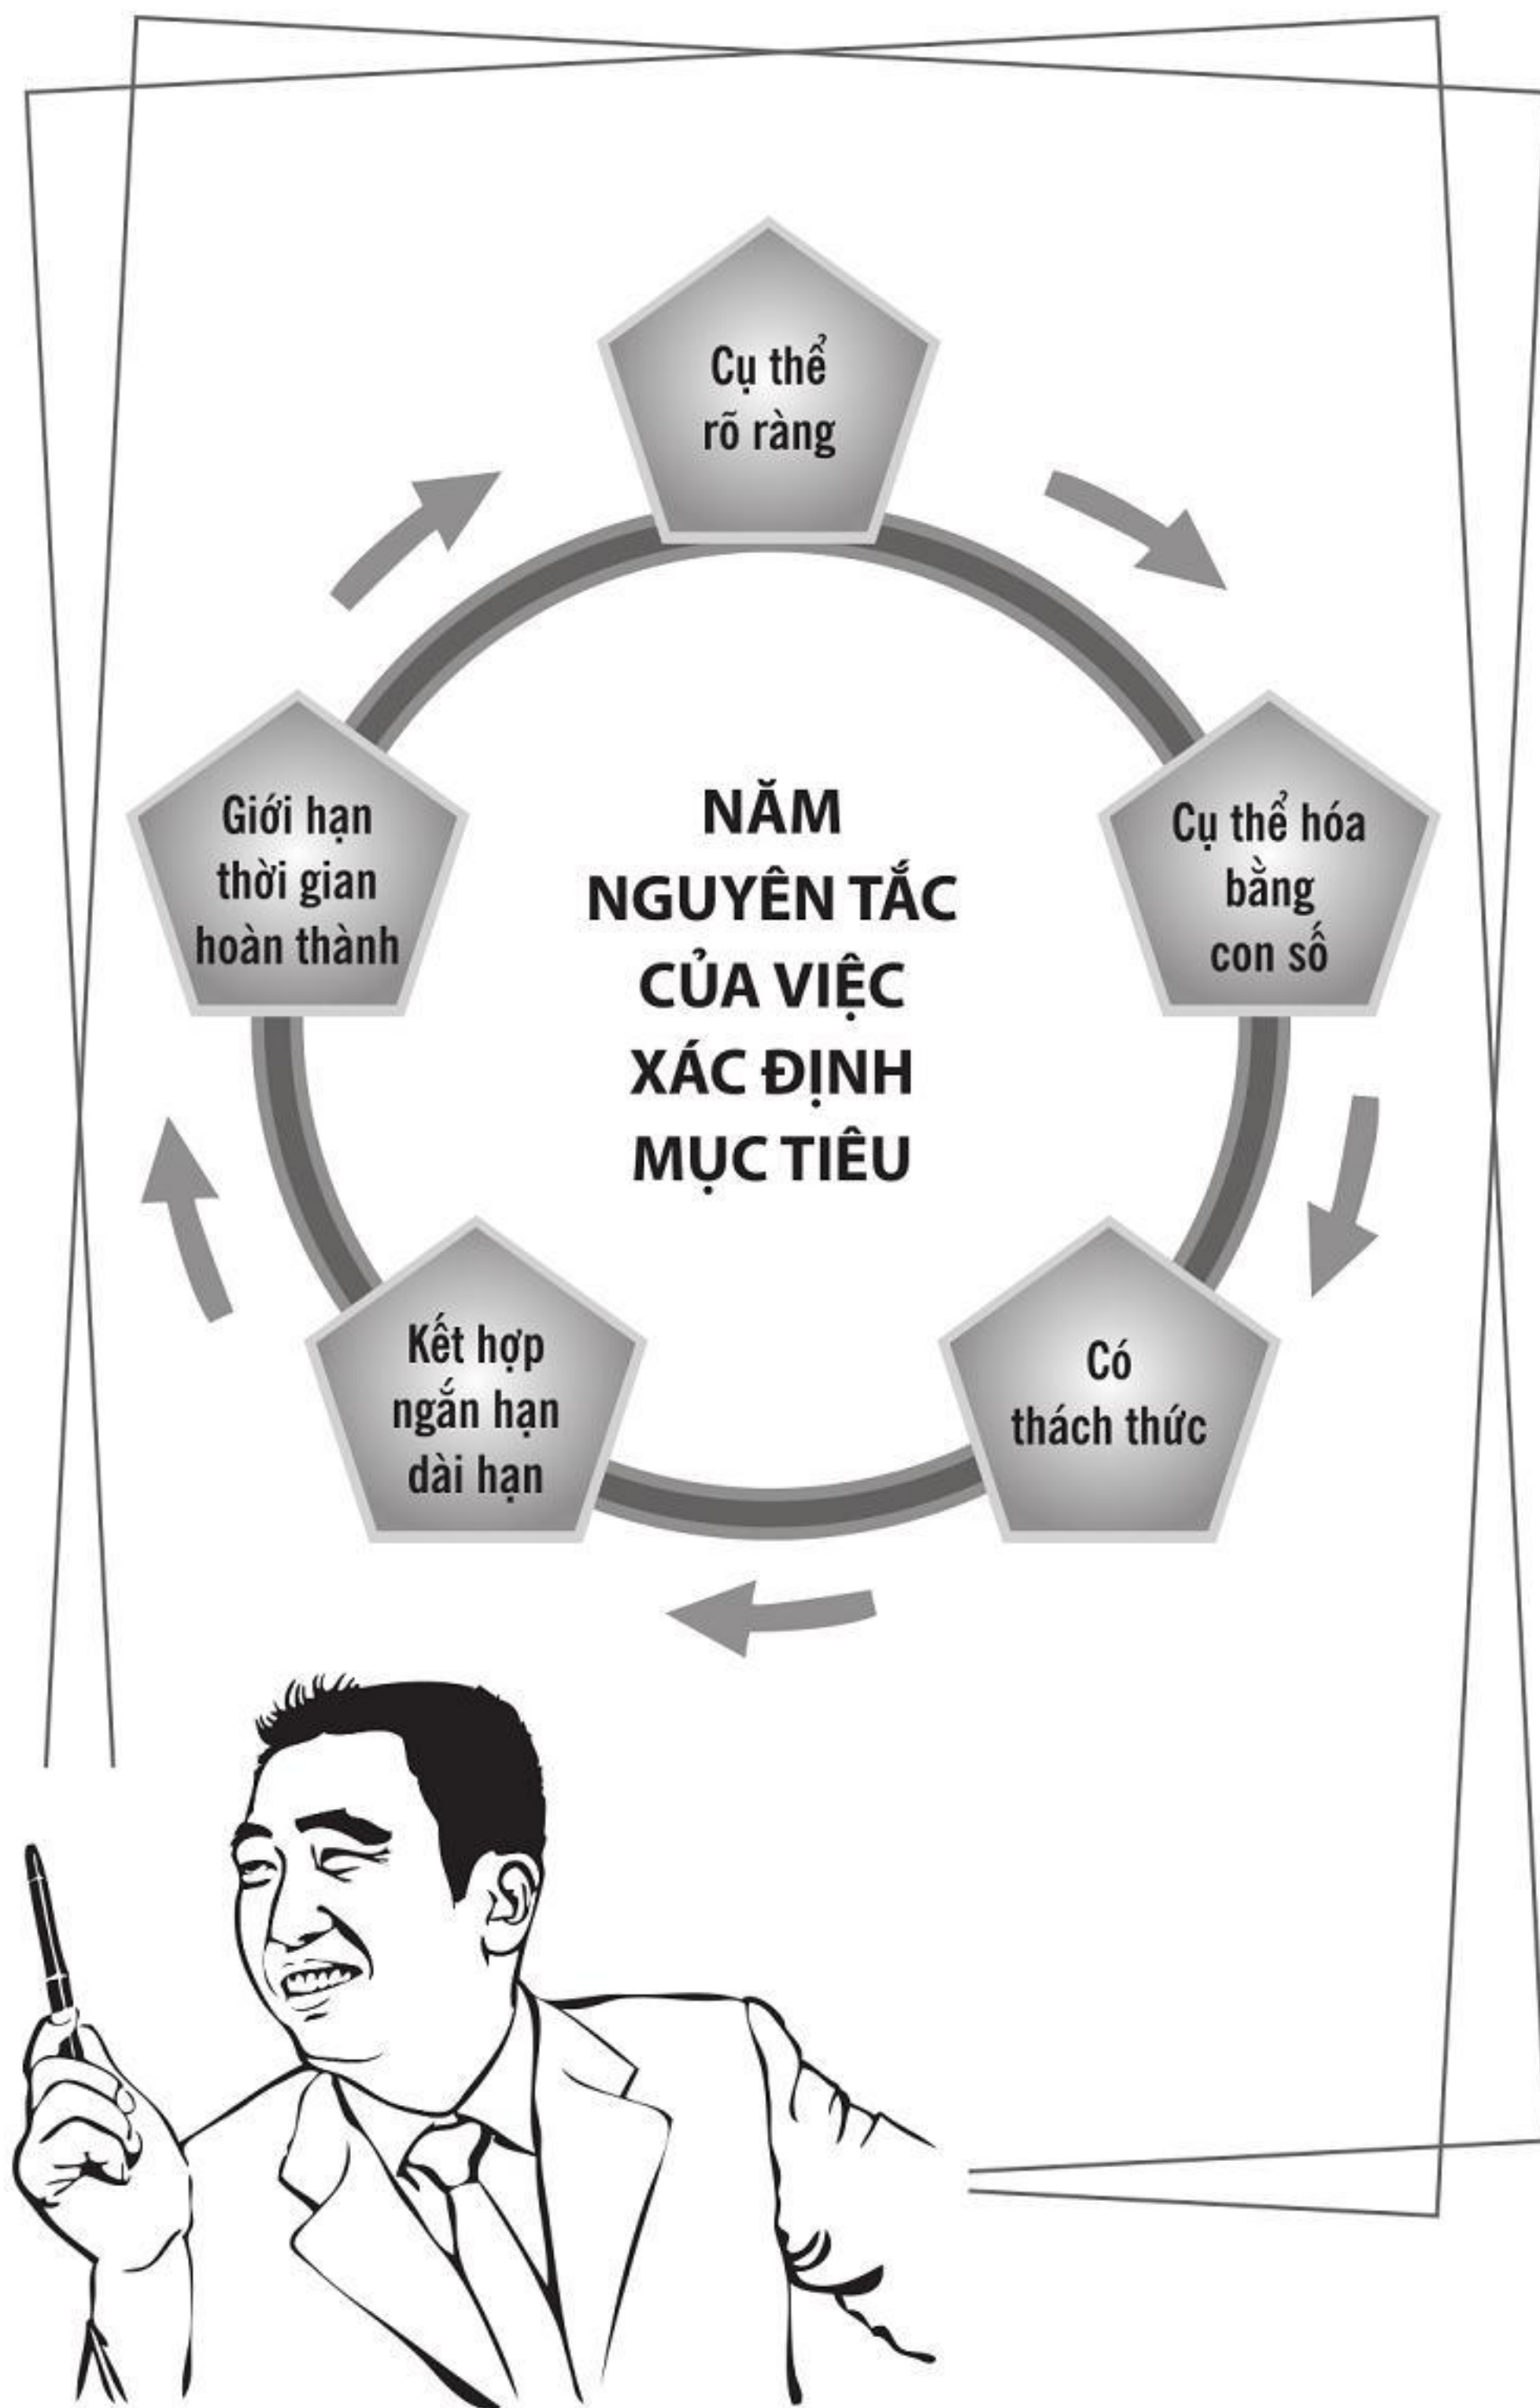 Cụ thể
rõ ràng
Giới hạn
thời gian
hoàn thành
NĂM
NGUYÊN TẮC
CỦA VIỆC
XÁC ĐỊNH
MỤC TIÊU
Cụ thể hóa
bằng
con số
Kết hợp
ngắn hạn
dài hạn
Có
thách thức